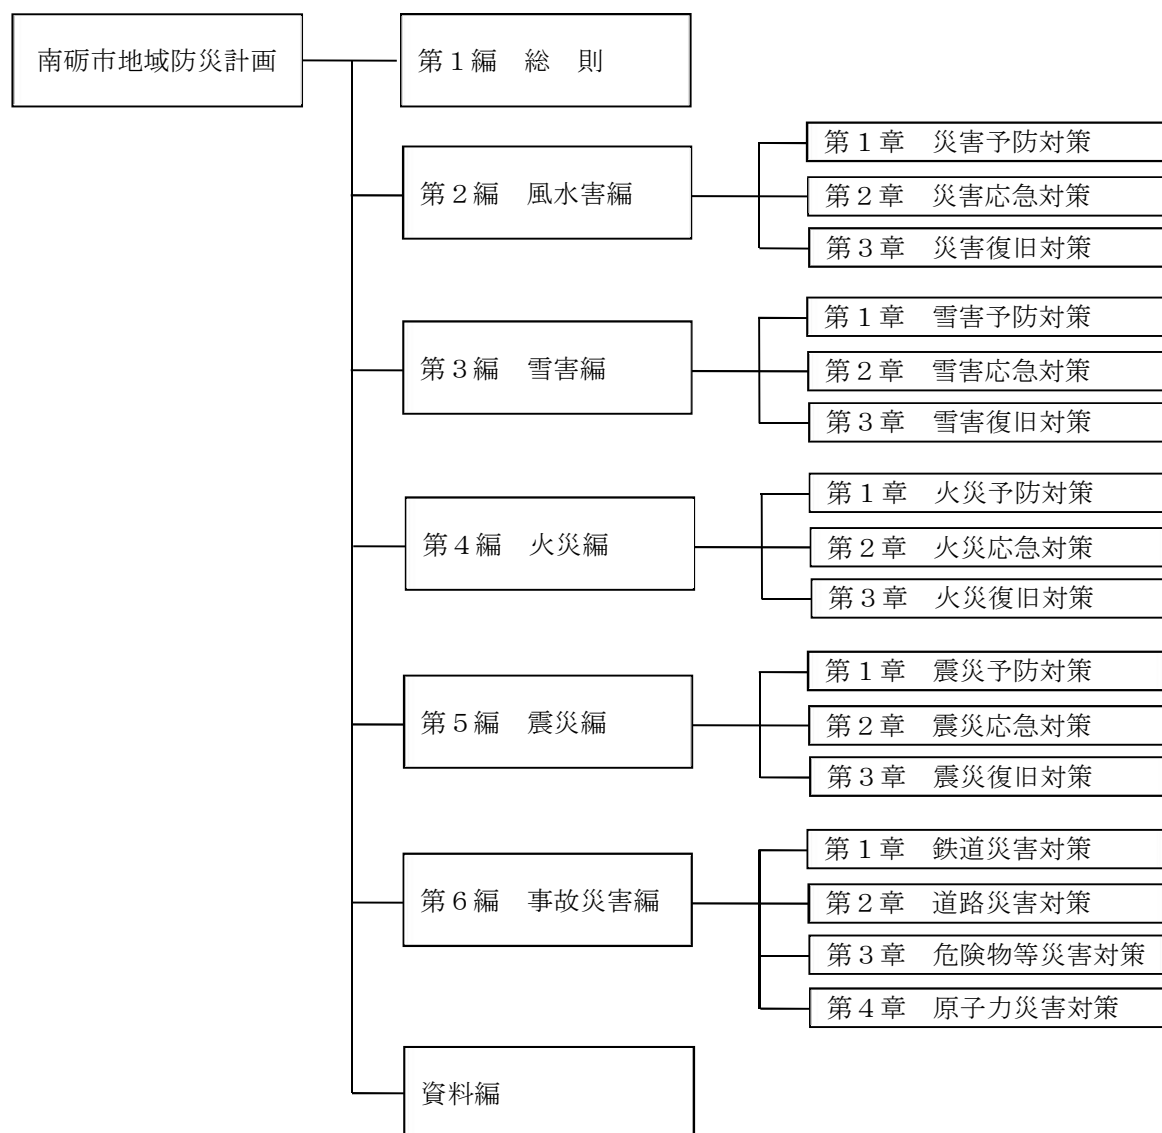 南砺市地域防災計画
第1編 総 則
第2編 風水害編
第1章 災害予防対策
第2章 災害応急対策
第3章 災害復旧対策
第3編 雪害編
第1章 雪害予防対策
第2章 雪害応急対策
第3章 雪害復旧対策
第4編 火災編
第1章 火災予防対策
第2章 火災応急対策
第3章 火災復旧対策
第5編 震災編
第1章 震災予防対策
第2章 震災応急対策
第3章 震災復旧対策
第6編 事故災害編
第1章 鉄道災害対策
第2章 道路災害対策
第3章 危険物等災害対策
第4章 原子力災害対策
資料編